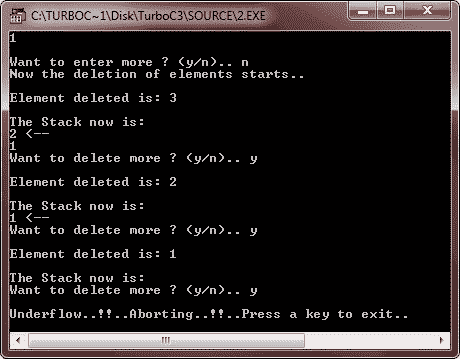 C:\TURBOC~1\Disk\TurboC3\SOURCE\2.EXE
1
Want to enter more ? (y/n).. n
Now the deletion of elements starts..
Element deleted is: 3
The Stack now is:
2 <--
1
Want to delete more ? (y/n).. y
Element deleted is: 2
The Stack now is:
1 <--
Want to delete more ? (y/n).. y
Element deleted is: 1
The Stack now is:
Want to delete more ? (y/n).. y
Underflow..!!..Aborting..!!..Press a key to exit..